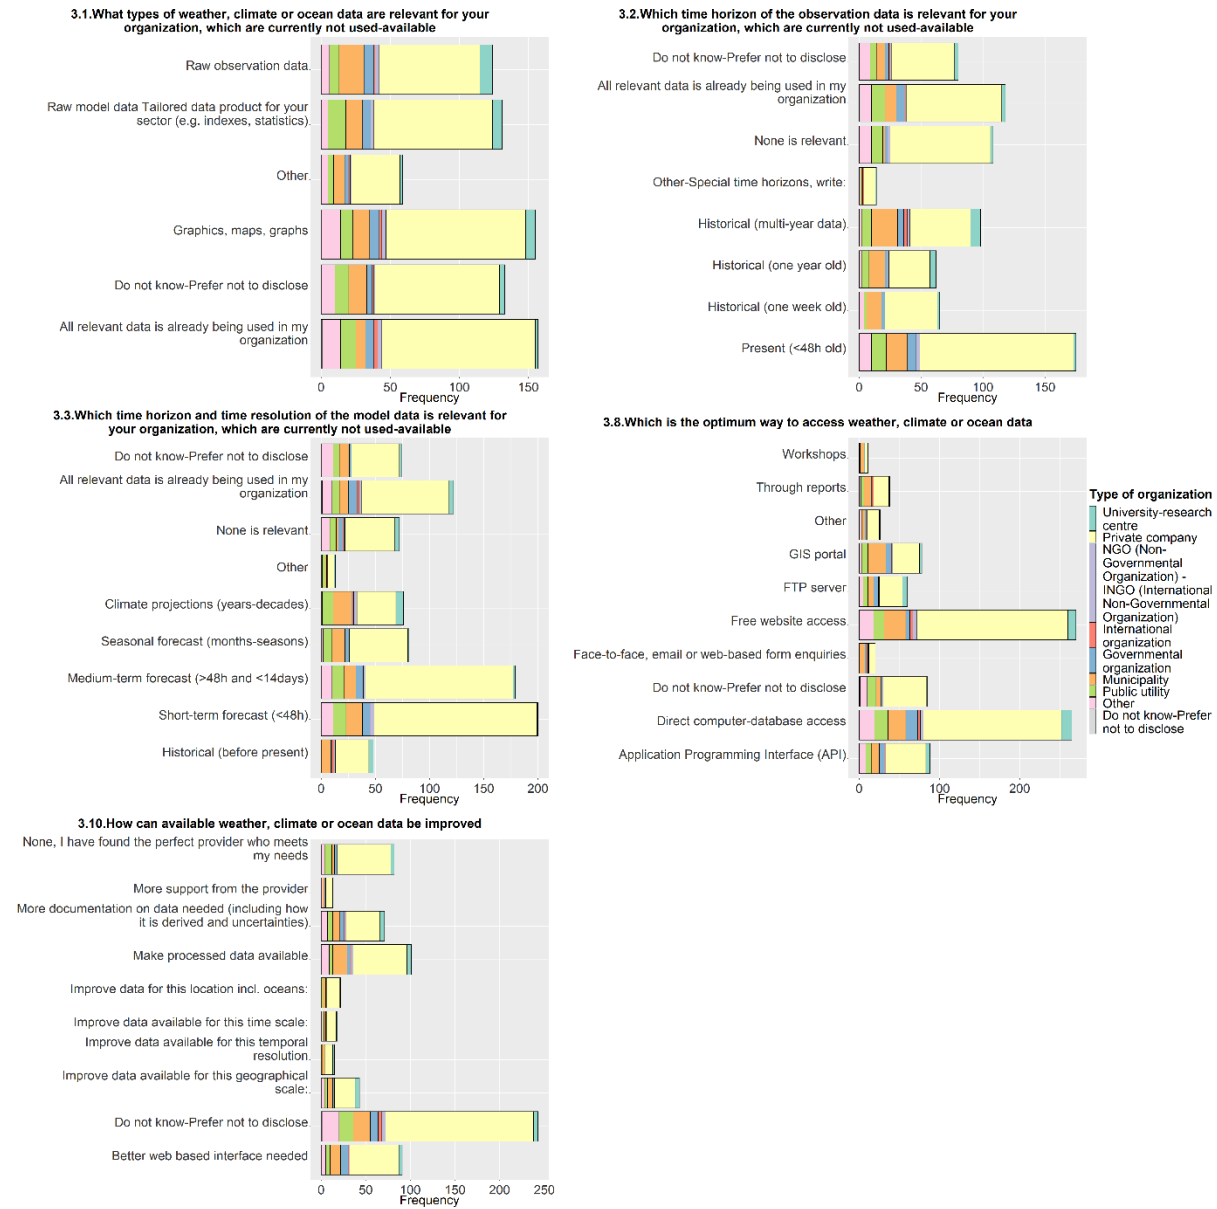 3.1.What types of weather, climate or ocean data are relevant for your
organization, which are currently not used-available
Raw observation data.
Raw model data Tailored data product for your
sector (e.g. indexes, statistics).
Other.
Graphics, maps, graphs
Do not know-Prefer not to disclose
All relevant data is already being used in my
organization
0 50 100 150
Frequency
3.2.Which time horizon of the observation data is relevant for your
organization, which are currently not used-available
Do not know-Prefer not to disclose
All relevant data is already being used in my
organization
None is relevant.
Other-Special time horizons, write:
Historical (multi-year data).
Historical (one year old)
Historical (one week old).
Present (<48h old)
0 50 100 150
Frequency
3.3.Which time horizon and time resolution of the model data is relevant for
your organization, which are currently not used-available
Do not know-Prefer not to disclose
All relevant data is already being used in my
organization
None is relevant
Other
Climate projections (years-decades).
Seasonal forecast (months-seasons)
Medium-term forecast (>48h and <14days)
Short-term forecast (<48h).
Historical (before present)
0 50 100 150 200
Frequency
3.8.Which is the optimum way to access weather, climate or ocean data
Workshops.
Through reports.
Other
GIS portal
FTP server
Free website access.
Face-to-face, email or web-based form enquiries.
Do not know-Prefer not to disclose
Direct computer-database access
Application Programming Interface (API).
0 100 200
Frequency
Type of organization
University-research
centre
Private company
NGO (Non-
Governmental
Organization) -
INGO (International
Non-Governmental
Organization)
International
organization
Governmental
organization
Municipality
Public utility
Other
Do not know-Prefer
not to disclose
3.10.How can available weather, climate or ocean data be improved
None, I have found the perfect provider who meets
my needs
More support from the provider
More documentation on data needed (including how
it is derived and uncertainties).
Make processed data available.
Improve data for this location incl. oceans:
Improve data available for this time scale:
Improve data available for this temporal
resolution.
Improve data available for this geographical
scale:.
Do not know-Prefer not to disclose
Better web based interface needed
0 50 100 150 200 250
Frequency